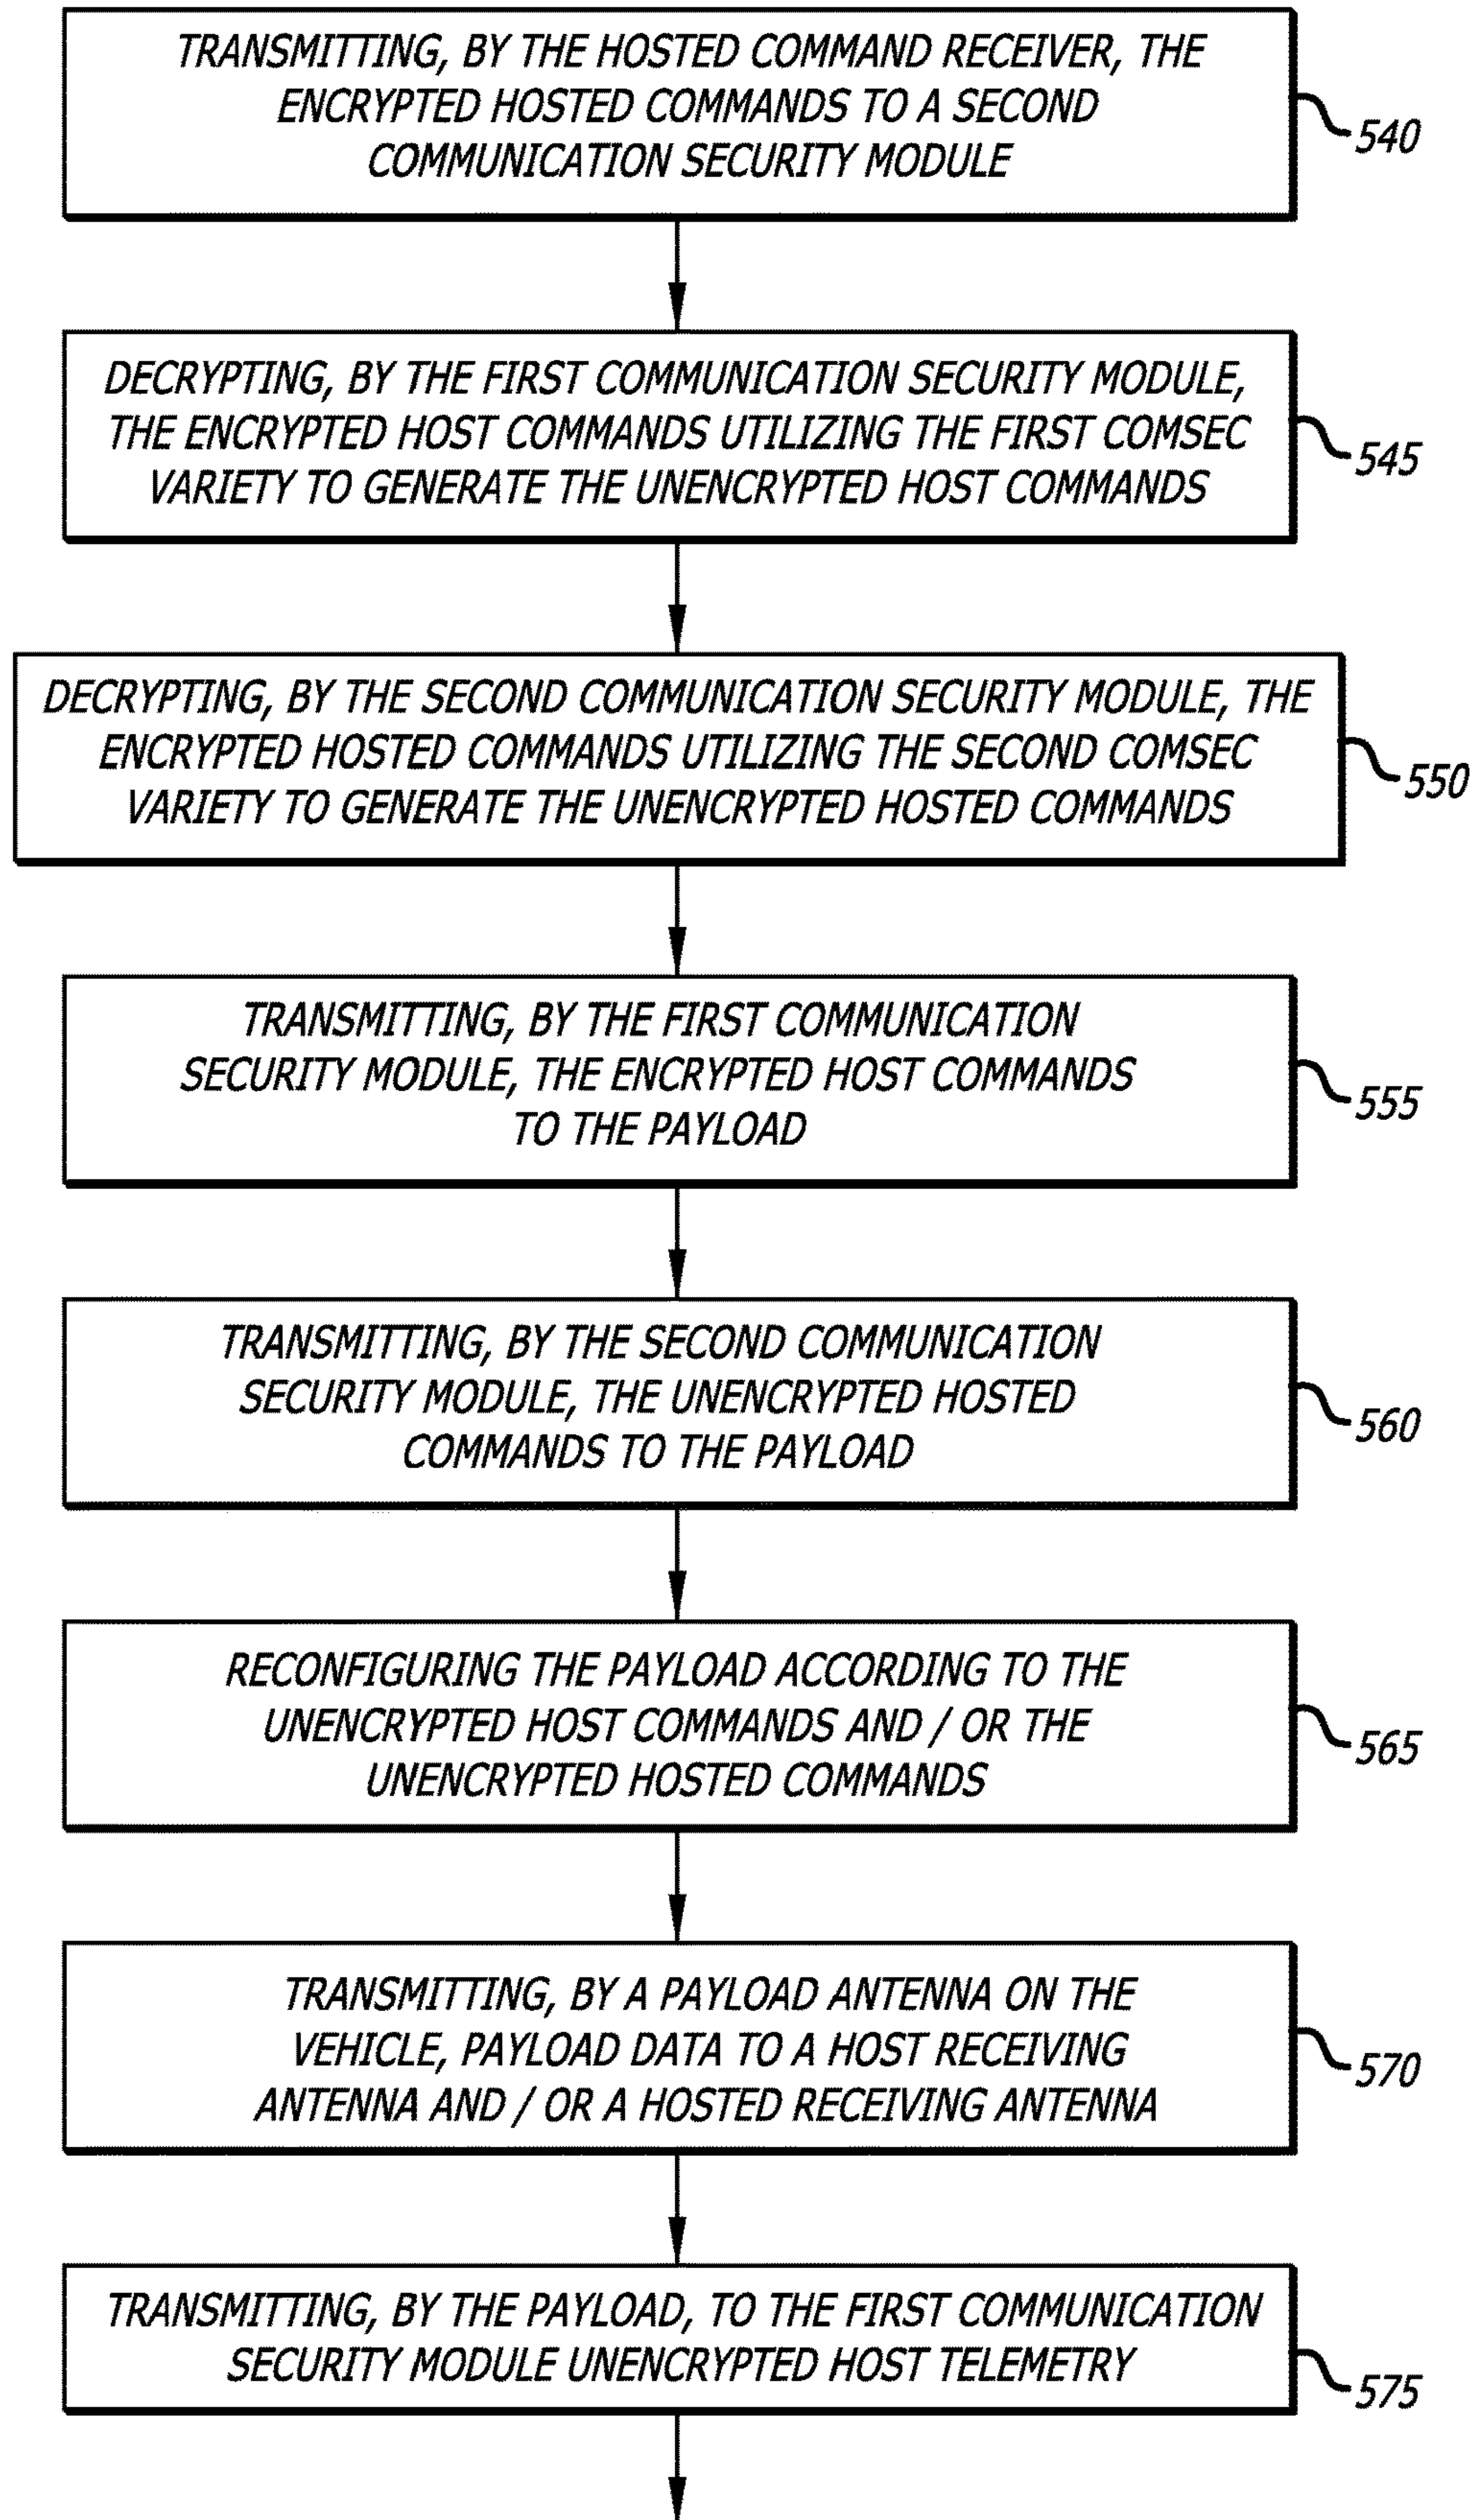 TRANSMITTING, BY THE HOSTED COMMAND RECEIVER, THE
ENCRYPTED HOSTED COMMANDS TO A SECOND
COMMUNICATION SECURITY MODULE
540
DECRYPTING, BY THE FIRST COMMUNICATION SECURITY MODULE,
THE ENCRYPTED HOST COMMANDS UTILIZING THE FIRST COMSEC
VARIETY TO GENERATE THE UNENCRYPTED HOST COMMANDS
545
DECRYPTING, BY THE SECOND COMMUNICATION SECURITY MODULE, THE
ENCRYPTED HOSTED COMMANDS UTILIZING THE SECOND COMSEC
VARIETY TO GENERATE THE UNENCRYPTED HOSTED COMMANDS
550
TRANSMITTING, BY THE FIRST COMMUNICATION
SECURITY MODULE, THE ENCRYPTED HOST COMMANDS
TO THE PAYLOAD
555
TRANSMITTING, BY THE SECOND COMMUNICATION
SECURITY MODULE, THE UNENCRYPTED HOSTED
COMMANDS TO THE PAYLOAD
560
RECONFIGURING THE PAYLOAD ACCORDING TO THE
UNENCRYPTED HOST COMMANDS AND / OR THE
UNENCRYPTED HOSTED COMMANDS
565
TRANSMITTING, BY A PAYLOAD ANTENNA ON THE
VEHICLE, PAYLOAD DATA TO A HOST RECEIVING
ANTENNA AND / OR A HOSTED RECEIVING ANTENNA
570
TRANSMITTING, BY THE PAYLOAD, TO THE FIRST COMMUNICATION
SECURITY MODULE UNENCRYPTED HOST TELEMETRY
575